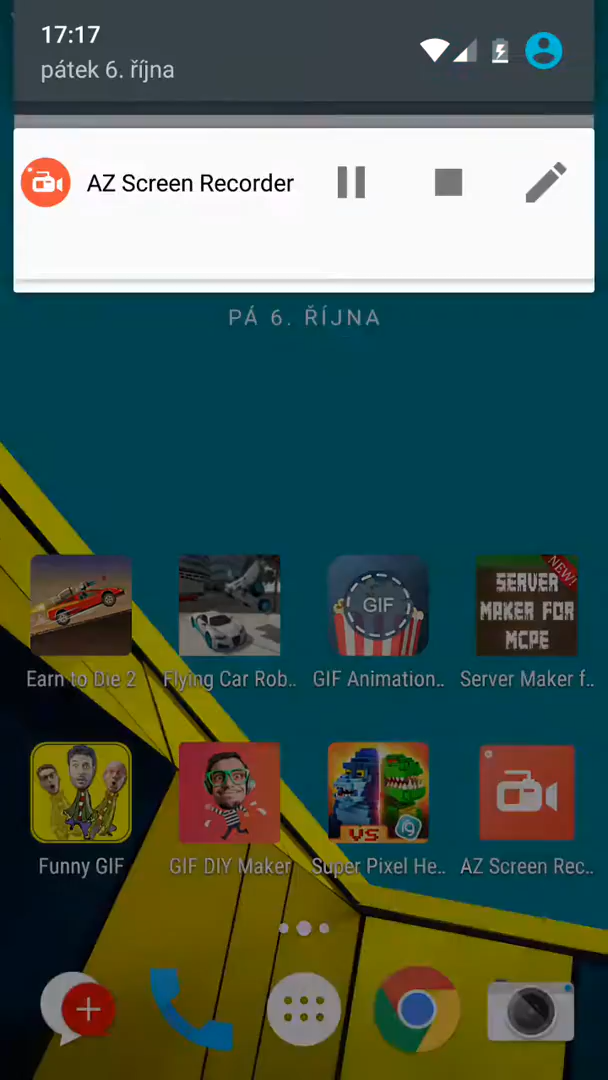 17:17
pátek 6. října
AZ Screen Recorder
PÁ 6. ŘÍJNA
GIF
NEW!
SERVER
MAKER FOR
MCPE
Earn to Die 2
Flying Car Rob..
GIF Animation..
Server Maker f..
VS
Funny GIF
GIF DIY Maker
Super Pixel He..
AZ Screen Rec..